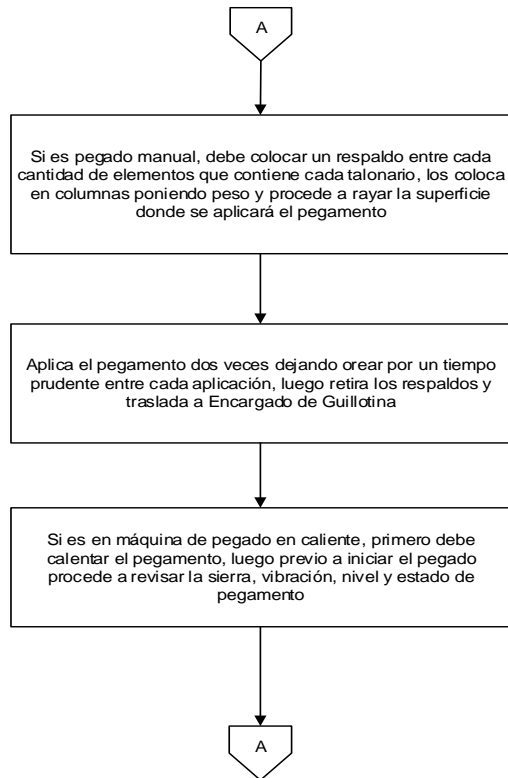 A
Si es pegado manual, debe colocar un respaldo entre cada
cantidad de elementos que contiene cada talonario, los coloca
en columnas poniendo peso y procede a rayar la superficie
donde se aplicará el pegamento
Aplica el pegamento dos veces dejando orear por un tiempo
prudente entre cada aplicación, luego retira los respaldos y
traslada a Encargado de Guillotina
Si es en máquina de pegado en caliente, primero debe
calentar el pegamento, luego previo a iniciar el pegado
procede a revisar la sierra, vibración, nivel y estado de
pegamento
A